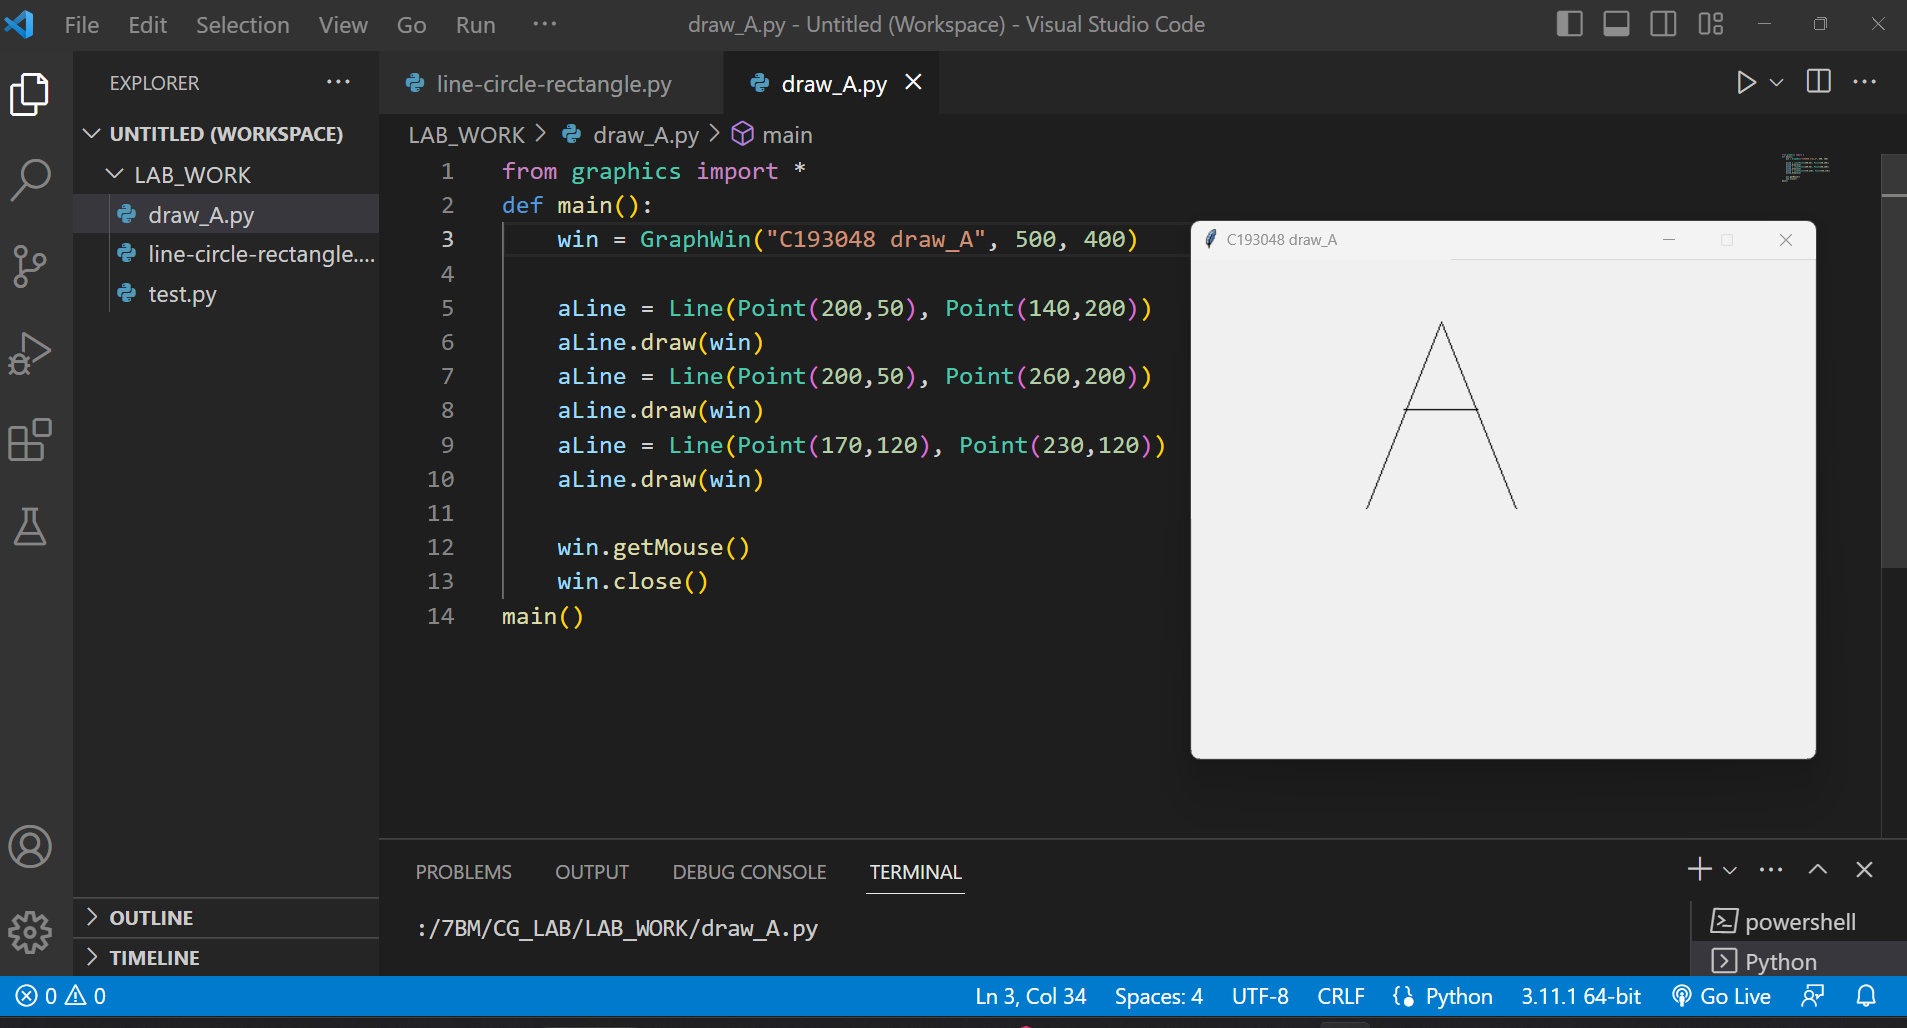 File Edit Selection View Go Run ···
draw_A.py - Untitled (Workspace) - Visual Studio Code
EXPLORER
UNTITLED (WORKSPACE)
LAB_WORK
draw_A.py
line-circle-rectangle....
test.py
OUTLINE
TIMELINE
line-circle-rectangle.py
draw_A.py
LAB_WORK > draw_A.py > main
1 from graphics import *
2 def main():
3     win = GraphWin("C193048 draw_A", 500, 400)
4
5     aLine = Line(Point(200,50), Point(140,200))
6     aLine.draw(win)
7     aLine = Line(Point(200,50), Point(260,200))
8     aLine.draw(win)
9     aLine = Line(Point(170,120), Point(230,120))
10     aLine.draw(win)
11
12     win.getMouse()
13     win.close()
14 main()
C193048 draw_A
PROBLEMS OUTPUT DEBUG CONSOLE TERMINAL
:/7BM/CG_LAB/LAB_WORK/draw_A.py
powershell
Python
0 0
Ln 3, Col 34 Spaces: 4 UTF-8 CRLF Python 3.11.1 64-bit Go Live